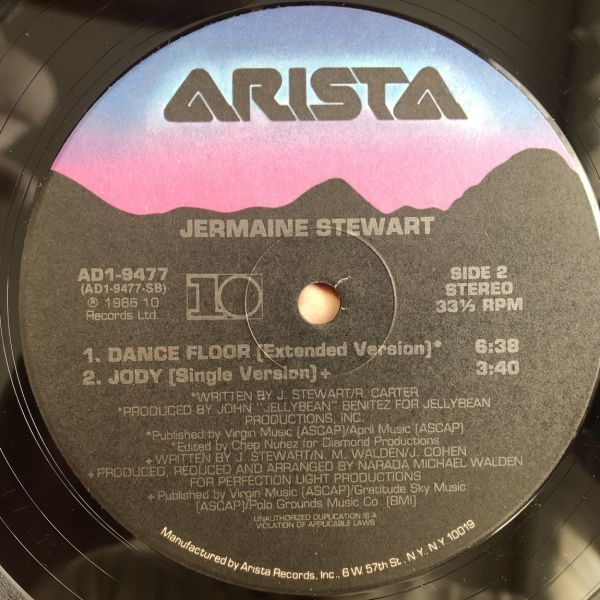 ARISTA
JERMAINE STEWART
AD1-9477
(AD1-9477-SB)
℗ 1986 10
Records Ltd.
10
SIDE 2
STEREO
33⅓ RPM
1. DANCE FLOOR (Extended Version)* 6:38
2. JODY (Single Version)+ 3:40
*WRITTEN BY J. STEWART/R. CARTER
*PRODUCED BY JOHN "JELLYBEAN" BENITEZ FOR JELLYBEAN
PRODUCTIONS, INC.
*Published by Virgin Music (ASCAP)/April Music (ASCAP)
*Edited by Chep Nunez for Diamond Productions
+WRITTEN BY J. STEWART/N. M. WALDEN/J. COHEN
+PRODUCED, REDUCED AND ARRANGED BY NARADA MICHAEL WALDEN
FOR PERFECTION LIGHT PRODUCTIONS
+Published by Virgin Music (ASCAP)/Gratitude Sky Music
(ASCAP)/Polo Grounds Music Co (BMI)
UNAUTHORIZED DUPLICATION IS A
VIOLATION OF APPLICABLE LAWS
Manufactured by Arista Records, Inc., 6 W. 57th St., N.Y., N.Y. 10019